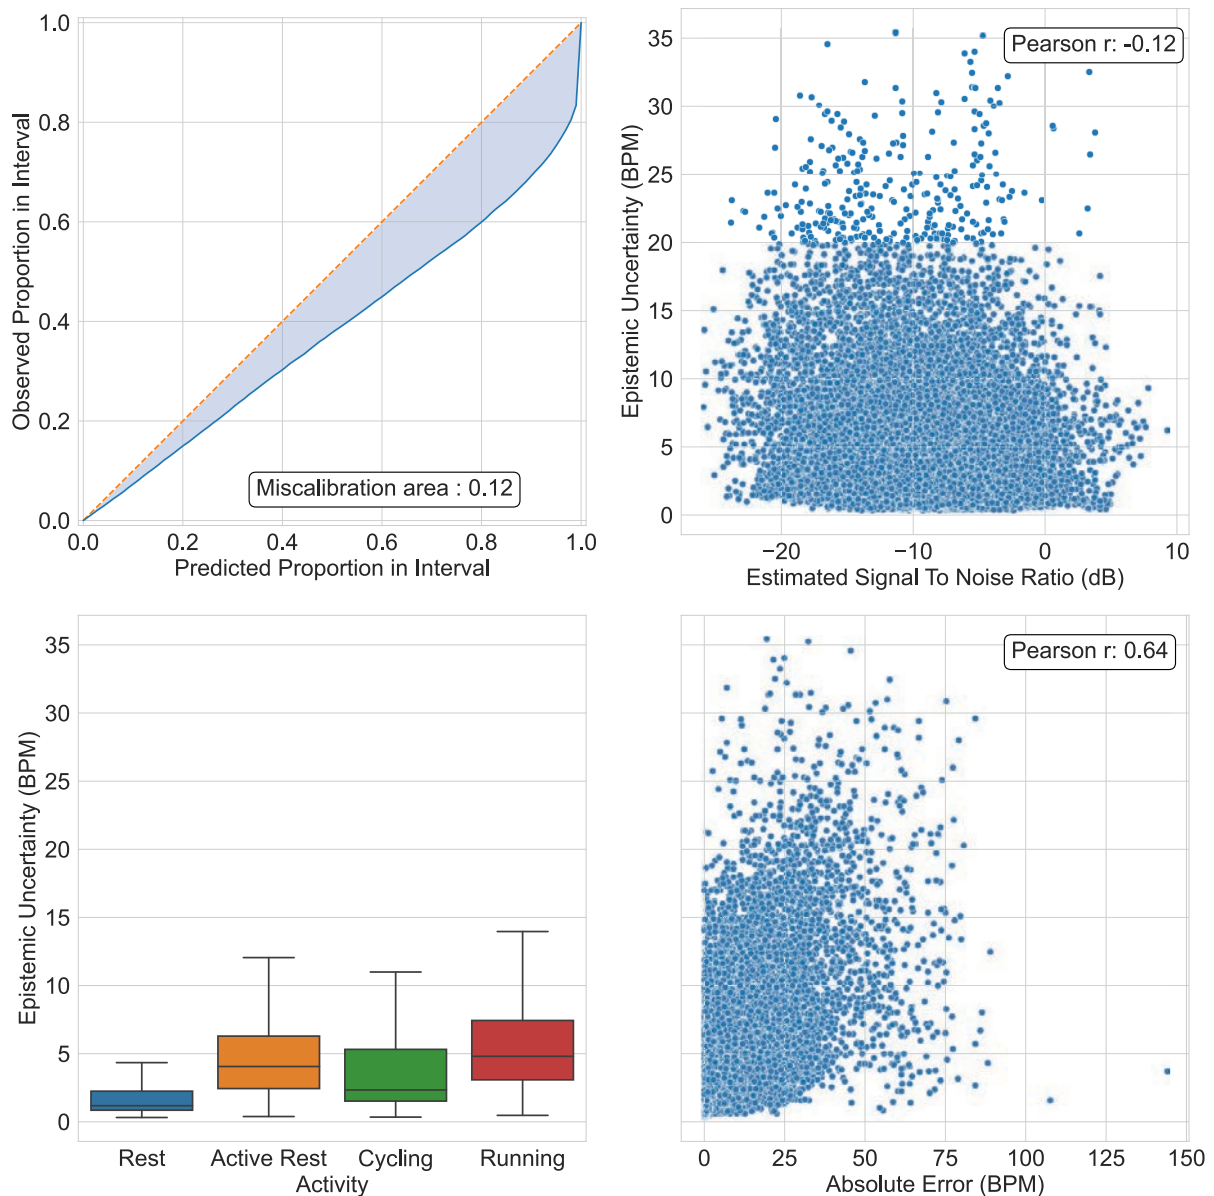 1.0
0.8
0.6
0.4
0.2
0.0
Observed Proportion in Interval
Miscalibration area : 0.12
0.0 0.2 0.4 0.6 0.8 1.0
Predicted Proportion in Interval
35
30
25
20
15
10
5
0
Epistemic Uncertainty (BPM)
Pearson r: -0.12
−20 −10 0 10
Estimated Signal To Noise Ratio (dB)
35
30
25
20
15
10
5
0
Epistemic Uncertainty (BPM)
Rest Active Rest Cycling Running
Activity
Pearson r: 0.64
0 25 50 75 100 125 150
Absolute Error (BPM)